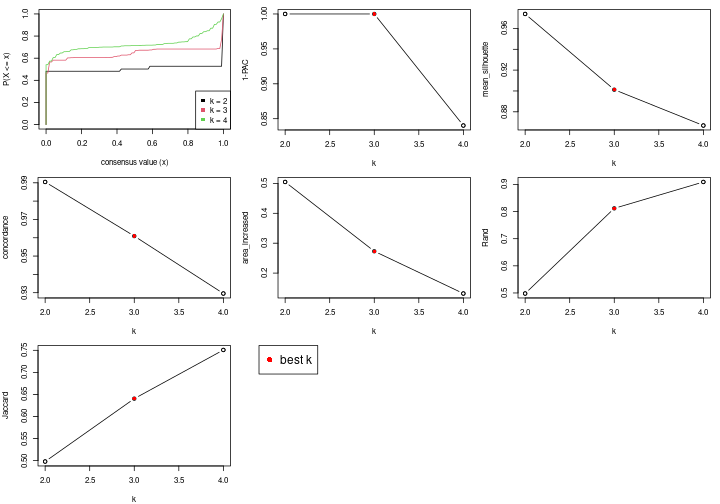 P(X <= x)
1.0
0.8
0.6
0.4
0.2
0.0
k = 2
k = 3
k = 4
0.0 0.2 0.4 0.6 0.8 1.0
consensus value (x)
1-PAC
1.00
0.95
0.90
0.85
2.0 2.5 3.0 3.5 4.0
k
mean_silhouette
0.96
0.92
0.88
2.0 2.5 3.0 3.5 4.0
k
concordance
0.99
0.97
0.95
0.93
2.0 2.5 3.0 3.5 4.0
k
area_increased
0.5
0.4
0.3
0.2
2.0 2.5 3.0 3.5 4.0
k
Rand
0.9
0.8
0.7
0.6
0.5
2.0 2.5 3.0 3.5 4.0
k
Jaccard
0.75
0.70
0.65
0.60
0.55
0.50
2.0 2.5 3.0 3.5 4.0
k
best k